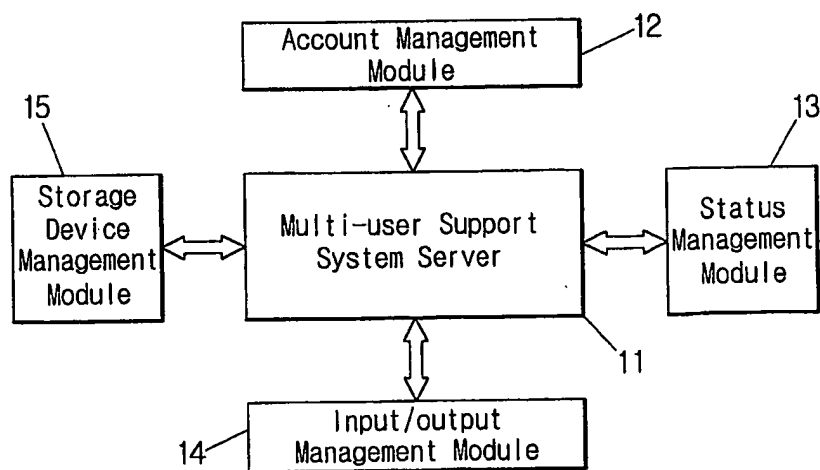 Account Management
Module
12
15
13
Storage
Device
Management
Module
Multi-user Support
System Server
Status
Management
Module
11
Input/output
Management Module
14